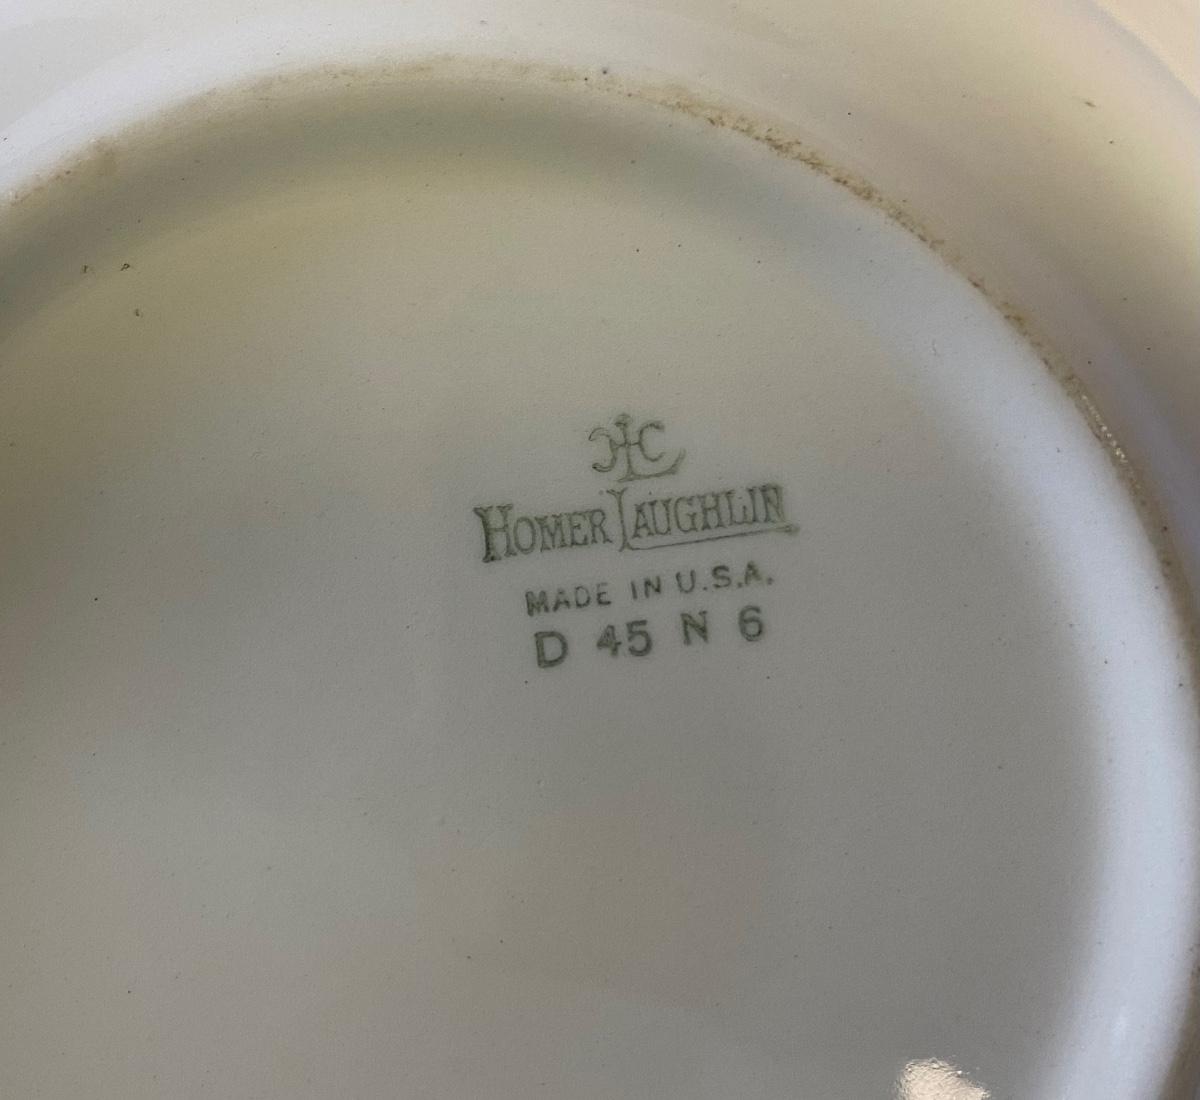 HLC
HOMER LAUGHLIN
MADE IN U.S.A.
D 45 N 6